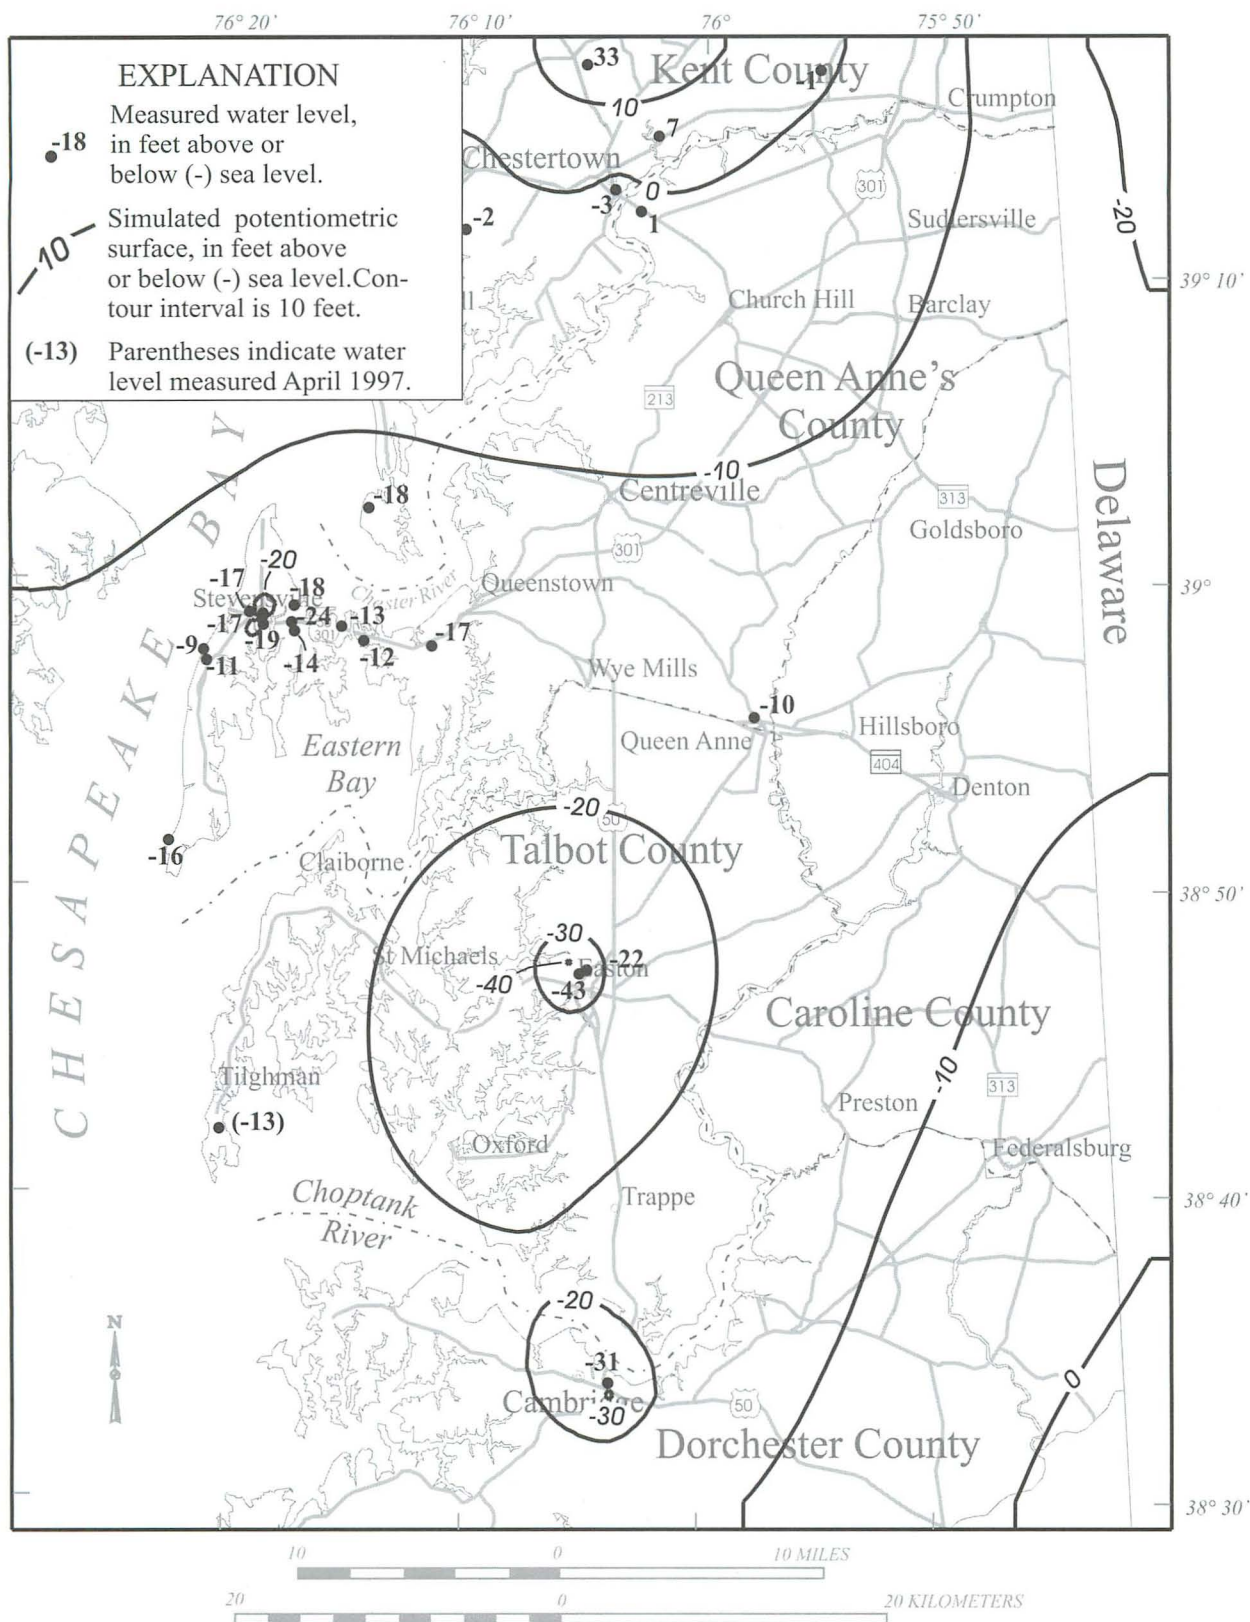 76° 20'
76° 10'
76°
75° 50'
EXPLANATION
-18
Measured water level,
in feet above or
below (-) sea level.
-10
Simulated potentiometric
surface, in feet above
or below (-) sea level.Con-
tour interval is 10 feet.
(-13)
Parentheses indicate water
level measured April 1997.
33
Kent County
-1
10
Crumpton
7
Chestertown
0
301
-20
-3
1
-2
Sudlersville
39° 10'
ll
Church Hill
Barclay
Queen Anne's
County
213
-10
-18
Centreville
313
Goldsboro
Delaware
301
-20
-17
-18
Stevensville
Chester River
Queenstown
39°
-17
-24
-13
301
-19
-9
-11
-14
-12
-17
Wye Mills
-10
Hillsboro
Queen Anne
404
Eastern
Bay
Denton
CHESAPEAKE BAY
-20
50
-16
Claiborne
Talbot County
38° 50'
-30
St Michaels
-22
Easton
-40
-43
Caroline County
-10
Tilghman
313
Preston
(-13)
Oxford
Federalsburg
Choptank
River
Trappe
38° 40'
-20
N
-31
Cambridge
-30
50
0
Dorchester County
38° 30'
10
0
10 MILES
20
0
20 KILOMETERS